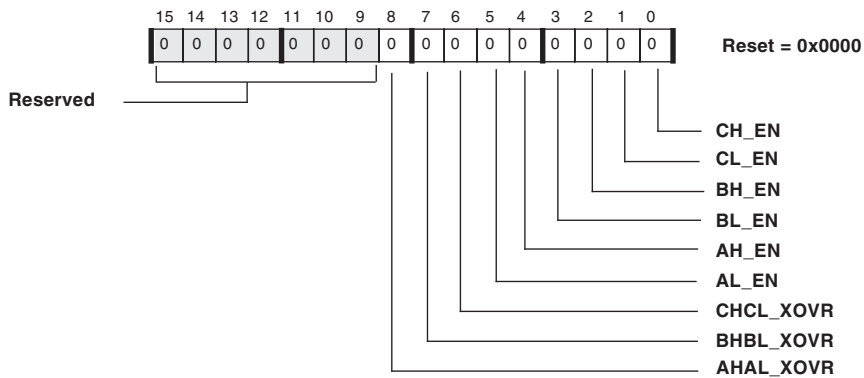 15 14 13 12 11 10 9 8 7 6 5 4 3 2 1 0
0 0 0 0 0 0 0 0 0 0 0 0 0 0 0 0 Reset = 0x0000
Reserved
CH_EN
CL_EN
BH_EN
BL_EN
AH_EN
AL_EN
CHCL_XOVR
BHBL_XOVR
AHAL_XOVR